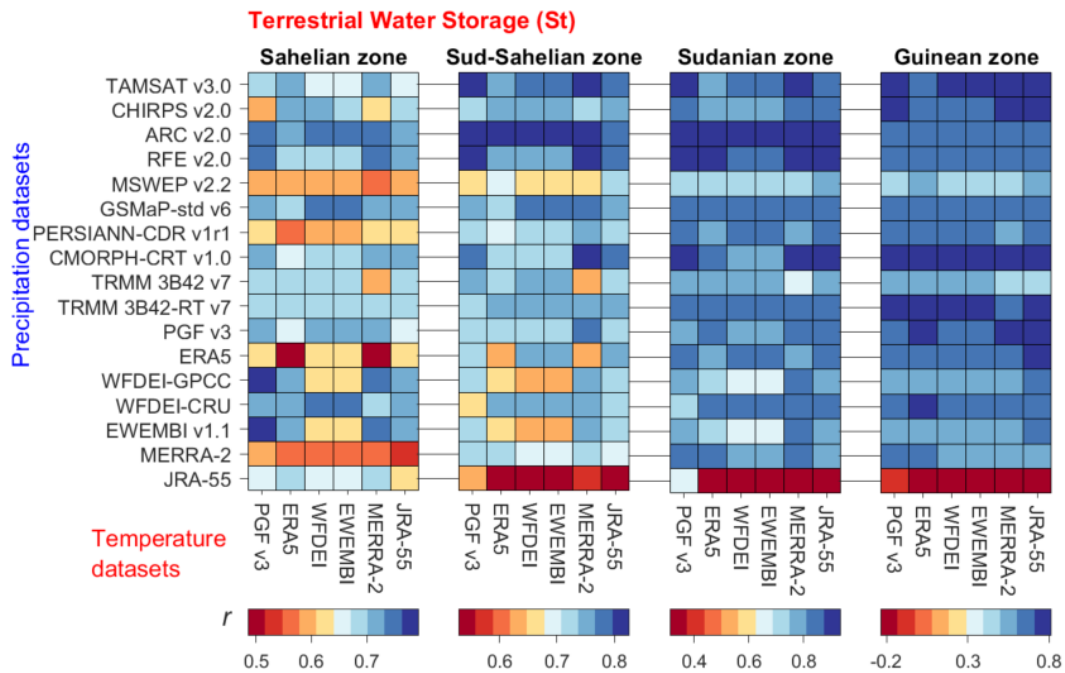 Terrestrial Water Storage (St)
Sahelian zone
Sud-Sahelian zone
Sudanian zone
Guinean zone
Precipitation datasets
TAMSAT v3.0
CHIRPS v2.0
ARC v2.0
RFE v2.0
MSWEP v2.2
GSMaP-std v6
PERSIANN-CDR v1r1
CMORPH-CRT v1.0
TRMM 3B42 v7
TRMM 3B42-RT v7
PGF v3
ERA5
WFDEI-GPCC
WFDEI-CRU
EWEMBI v1.1
MERRA-2
JRA-55
Temperature
datasets
PGF v3
ERA5
WFDEI
EWEMBI
MERRA-2
JRA-55
PGF v3
ERA5
WFDEI
EWEMBI
MERRA-2
JRA-55
PGF v3
ERA5
WFDEI
EWEMBI
MERRA-2
JRA-55
PGF v3
ERA5
WFDEI
EWEMBI
MERRA-2
JRA-55
r
0.5 0.6 0.7
0.6 0.7 0.8
0.4 0.6 0.8
-0.2 0.3 0.8